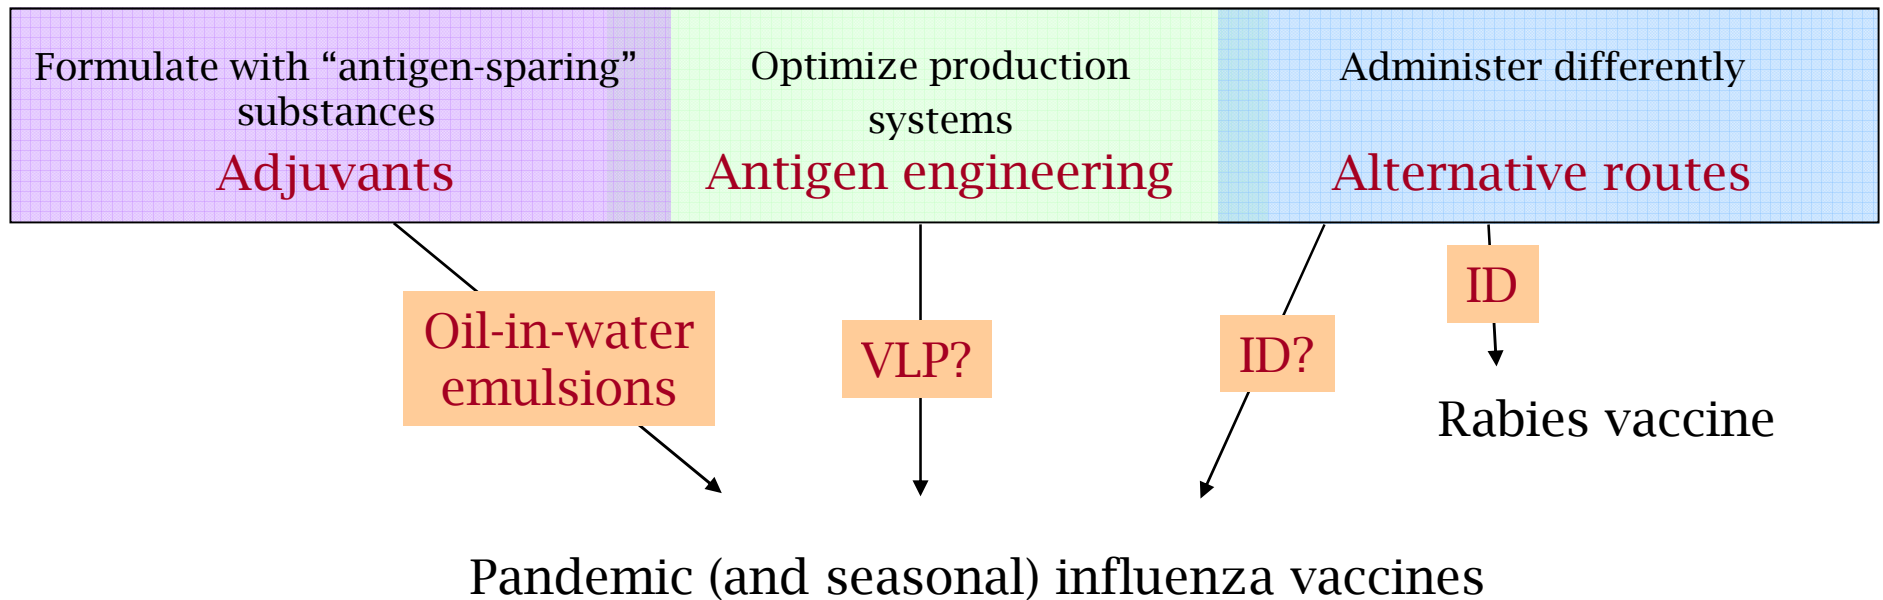 Formulate with “antigen-sparing”
substances
Adjuvants
Optimize production
systems
Antigen engineering
Administer differently
Alternative routes
Oil-in-water
emulsions
VLP?
ID?
ID
Rabies vaccine
Pandemic (and seasonal) influenza vaccines